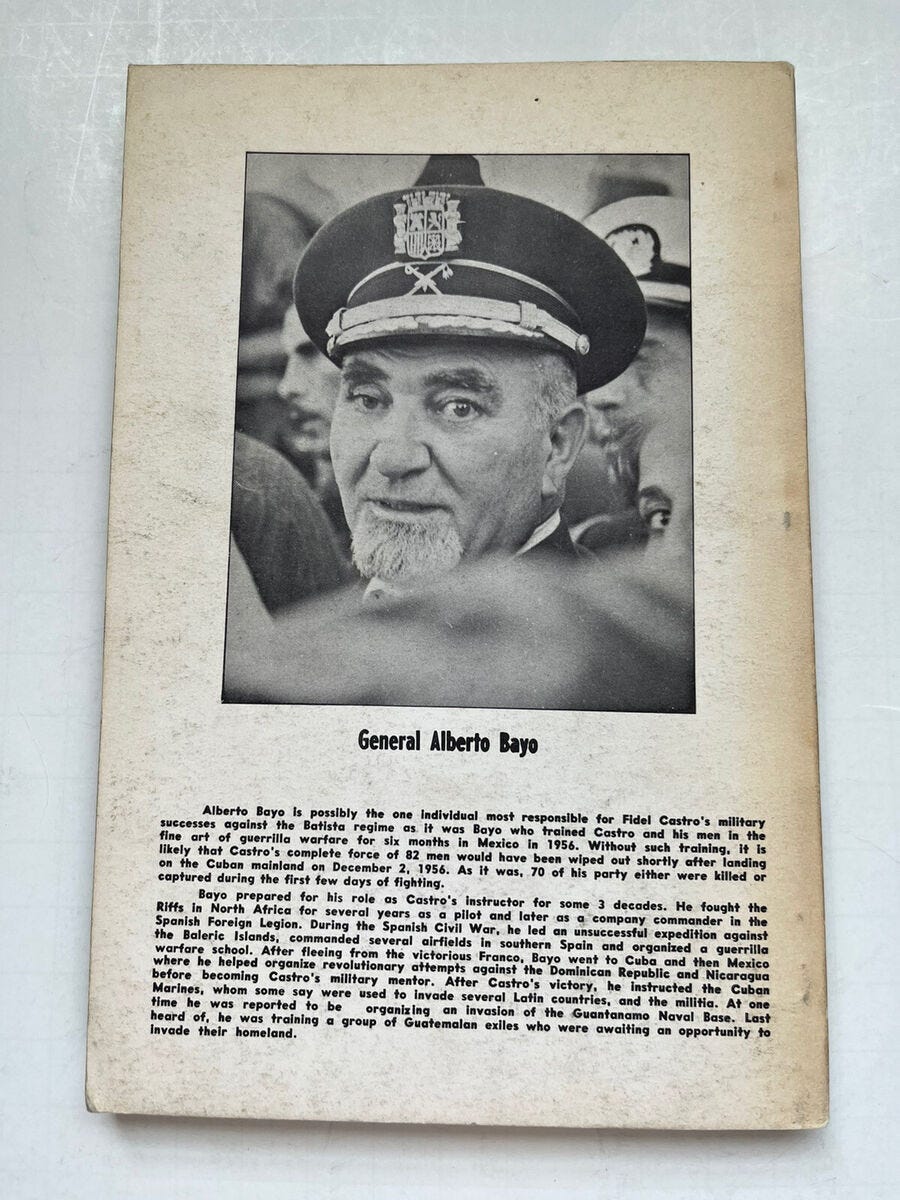 General Alberto Bayo
Alberto Bayo is possibly the one individual most responsible for Fidel Castro's military
successes against the Batista regime as it was Bayo who trained Castro and his men in the
fine art of guerrilla warfare for six months in Mexico in 1956. Without such training, it is
likely that Castro's complete force of 82 men would have been wiped out shortly after landing
on the Cuban mainland on December 2, 1956. As it was, 70 of his party either were killed or
captured during the first few days of fighting.
Bayo prepared for his role as Castro's instructor for some 3 decades. He fought the
Riffs in North Africa for several years as a pilot and later as a company commander in the
Spanish Foreign Legion. During the Spanish Civil War, he led an unsuccessful expedition against
the Baleric Islands, commanded several airfields in southern Spain and organized a guerrilla
warfare school. After fleeing from the victorious Franco, Bayo went to Cuba and then Mexico
where he helped organize revolutionary attempts against the Dominican Republic and Nicaragua
before becoming Castro's military mentor. After Castro's victory, he instructed the Cuban
Marines, whom some say were used to invade several Latin countries, and the militia. At one
time he was reported to be organizing an invasion of the Guantanamo Naval Base. Last
heard of, he was training a group of Guatemalan exiles who were awaiting an opportunity to
invade their homeland.